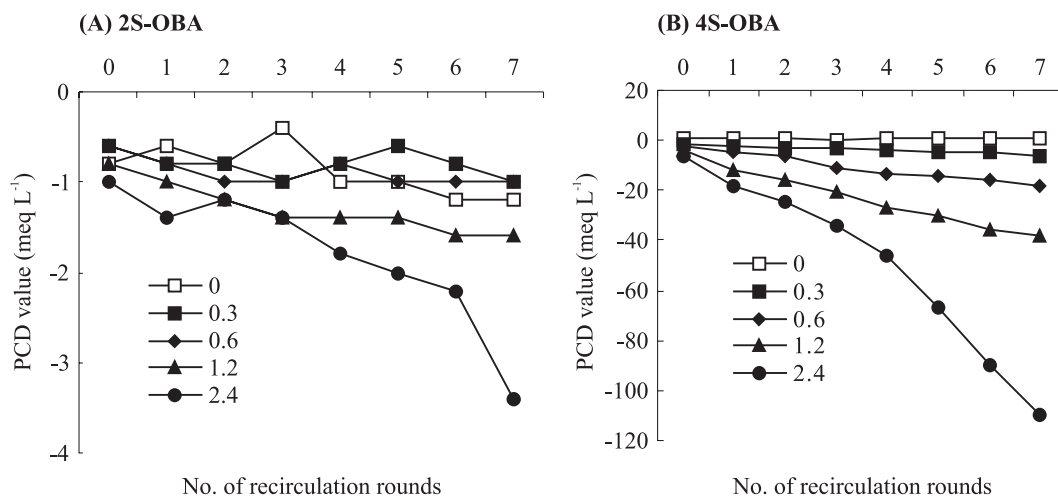 (A) 2S-OBA
0 1 2 3 4 5 6 7
0
-1
-2
-3
-4
PCD value (meq L⁻¹)
0
0.3
0.6
1.2
2.4
No. of recirculation rounds
(B) 4S-OBA
0 1 2 3 4 5 6 7
20
0
-20
-40
-60
-80
-100
-120
PCD value (meq L⁻¹)
0
0.3
0.6
1.2
2.4
No. of recirculation rounds